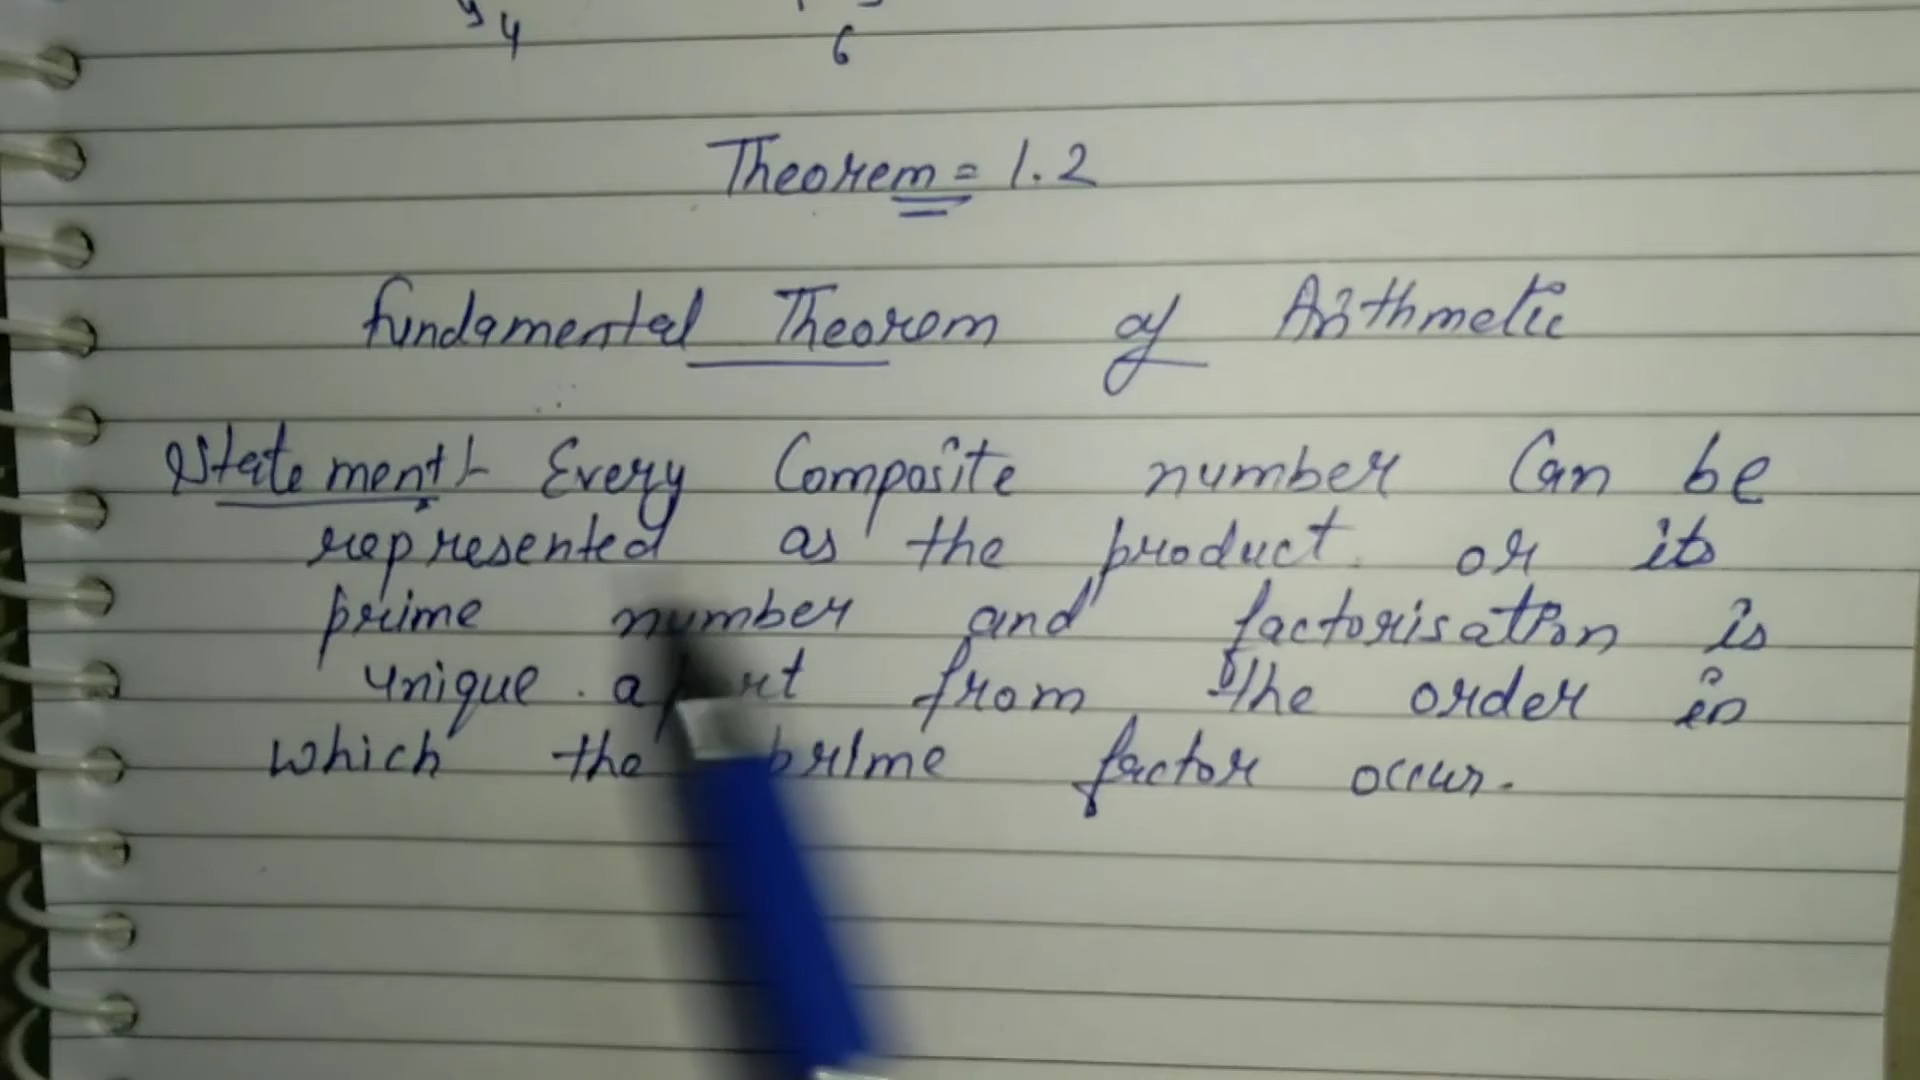 4 6
Theorem = 1.2
fundamental Theorem of Arithmetic
Statement :- Every Composite number Can be
represented as the product or its
prime number and factorisation is
unique. apart from the order in
which the prime factor occur.